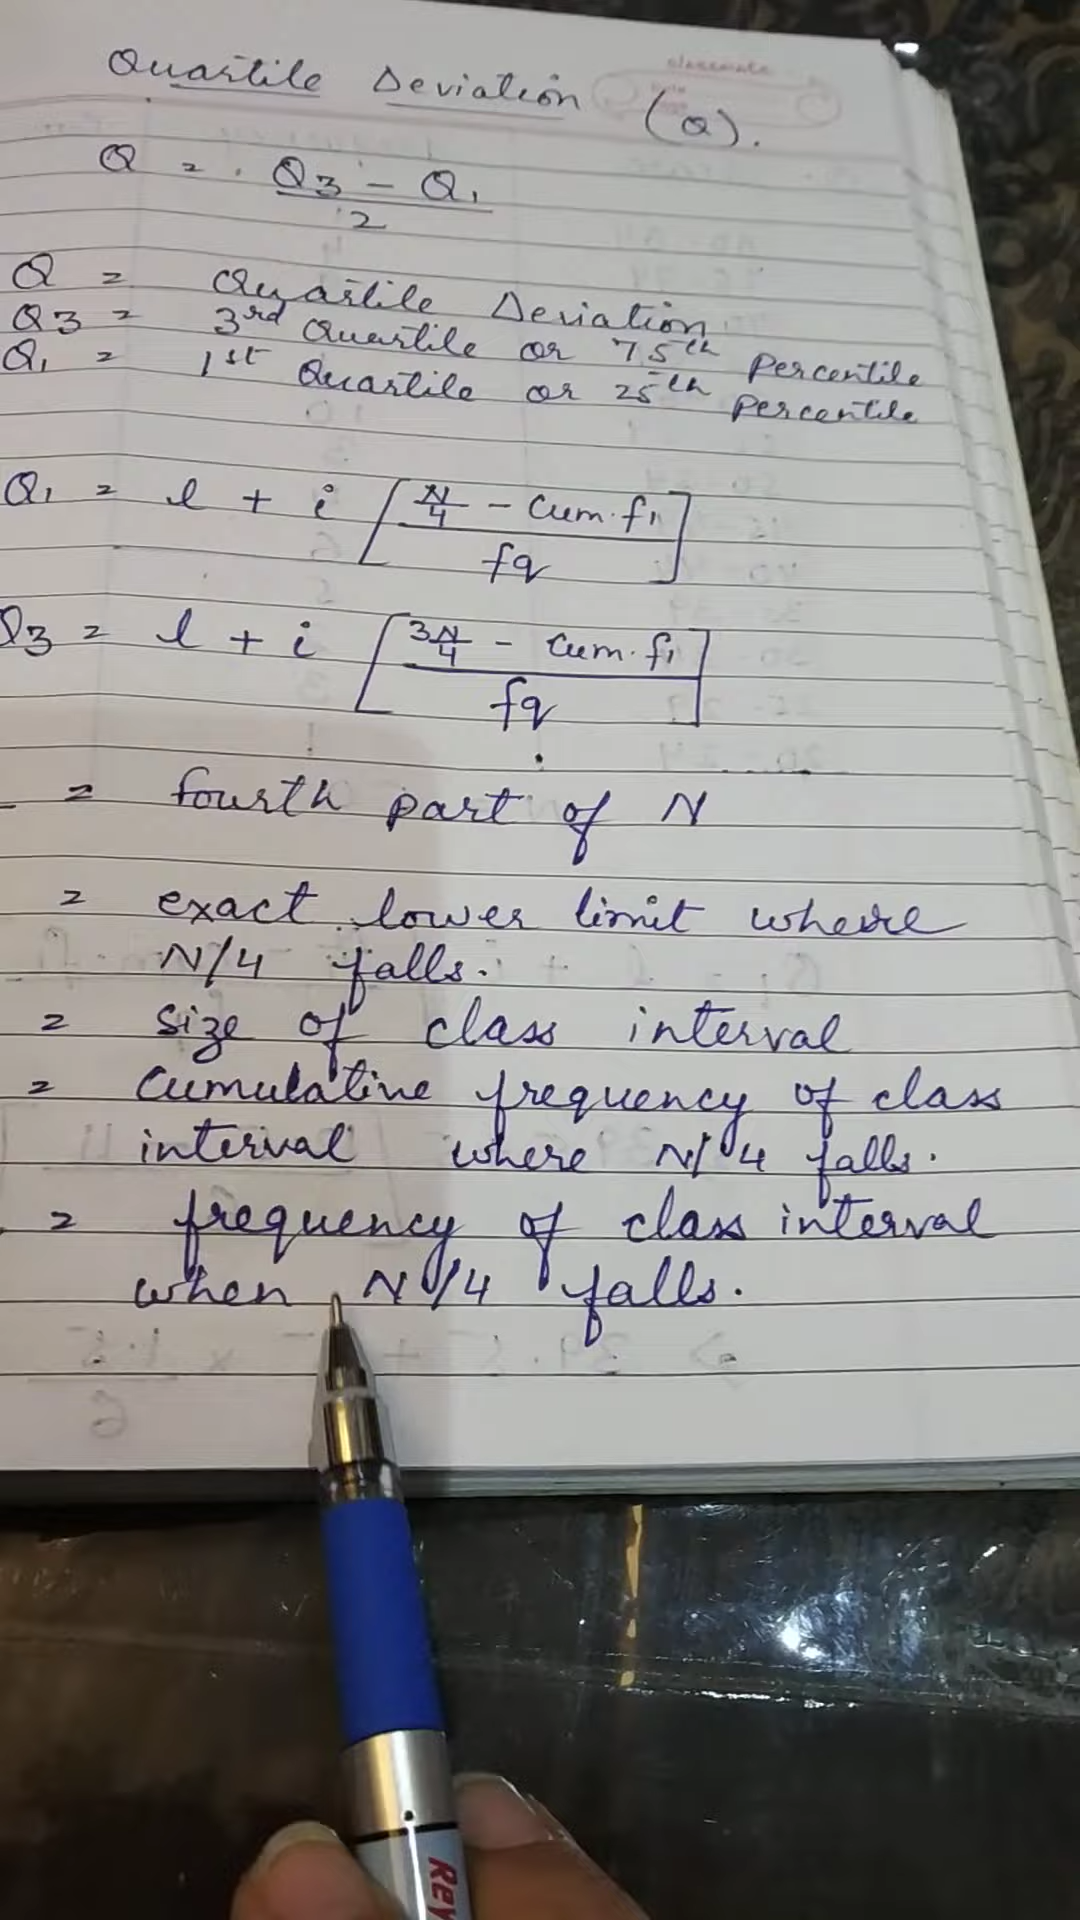 Quartile Deviation (Q).
Q = Q3 - Q1
2
Q = Quartile Deviation
Q3 = 3rd Quartile or 75th Percentile
Q1 = 1st Quartile or 25th Percentile
Q1 = l + i [N/4 - Cum.f1
fq]
Q3 = l + i [3N/4 - Cum.f1
fq]
= fourth part of N
= exact lower limit where
N/4 falls.
= Size of class interval
= Cumulative frequency of class
interval where N/4 falls.
= frequency of class interval
when N/4 falls.
Rey